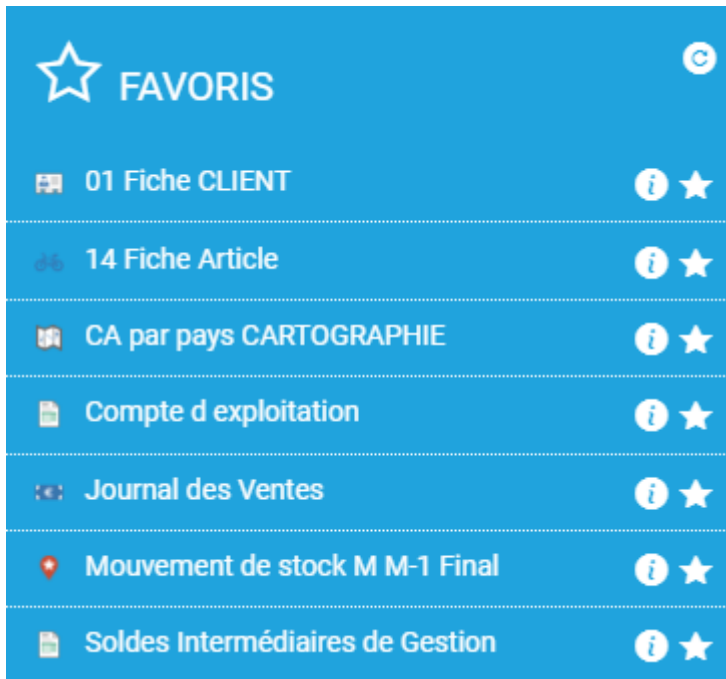 FAVORIS
01 Fiche CLIENT
14 Fiche Article
CA par pays CARTOGRAPHIE
Compte d exploitation
Journal des Ventes
Mouvement de stock M M-1 Final
Soldes Intermédiaires de Gestion